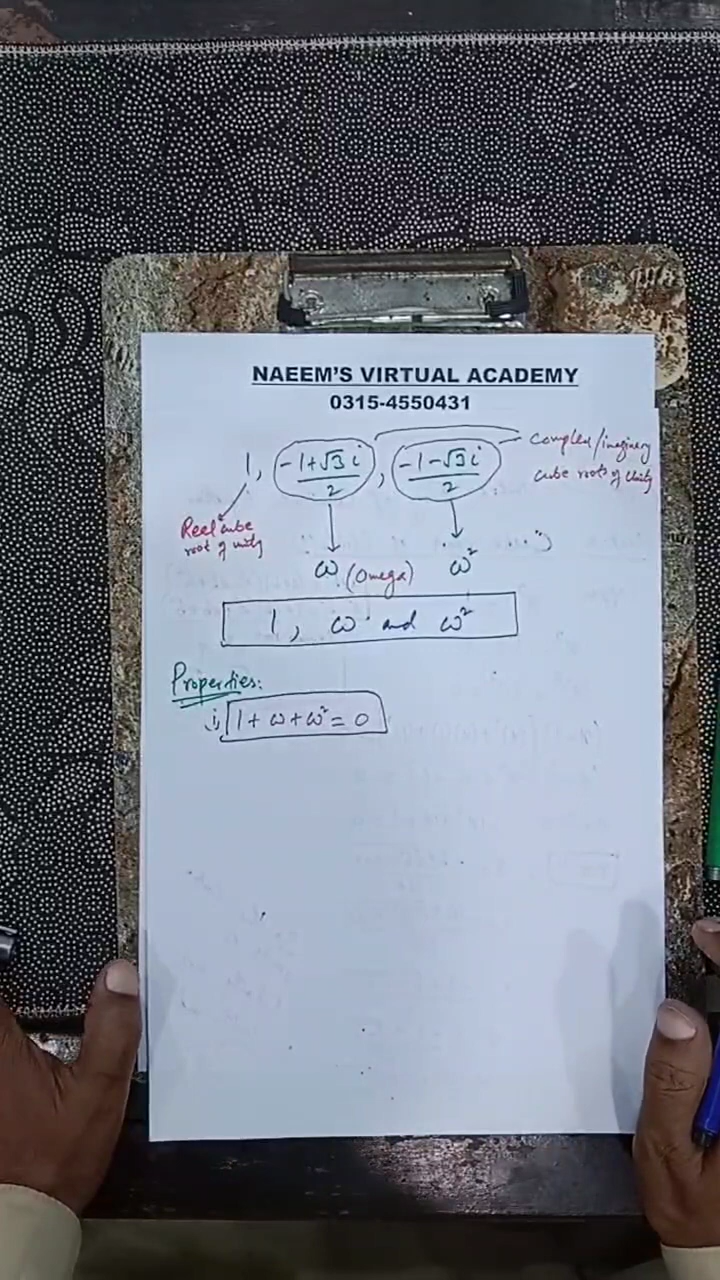 NAEEM'S VIRTUAL ACADEMY
0315-4550431
1, (-1+√3 i)/2, (-1-√3 i)/2
Complex/imaginary
cube roots of Unity
Real cube
root of unity
ω (Omega) ω²
1, ω and ω²
Properties:
i, 1 + ω + ω² = 0